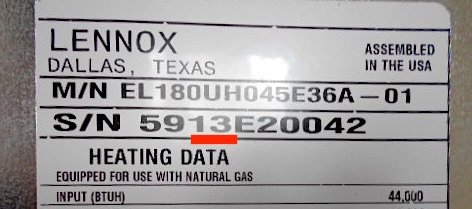 LENNOX
DALLAS, TEXAS
ASSEMBLED
IN THE USA
M/N EL180UH045E36A-01
S/N 5913E20042
HEATING DATA
EQUIPPED FOR USE WITH NATURAL GAS
INPUT (BTUH) 44,000